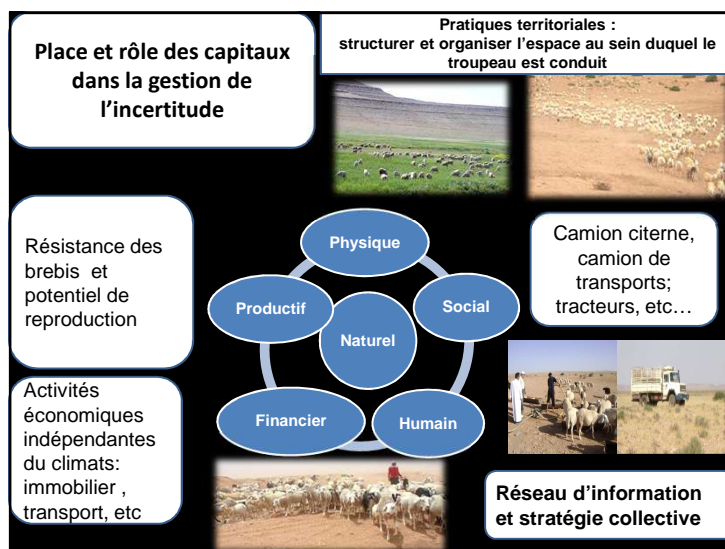 Place et rôle des capitaux
dans la gestion de
l'incertitude
Pratiques territoriales :
structurer et organiser l'espace au sein duquel le
troupeau est conduit
Résistance des
brebis et
potentiel de
reproduction
Physique
Productif
Social
Naturel
Financier
Humain
Camion citerne,
camion de
transports;
tracteurs, etc…
Activités
économiques
indépendantes
du climats:
immobilier ,
transport, etc
Réseau d'information
et stratégie collective